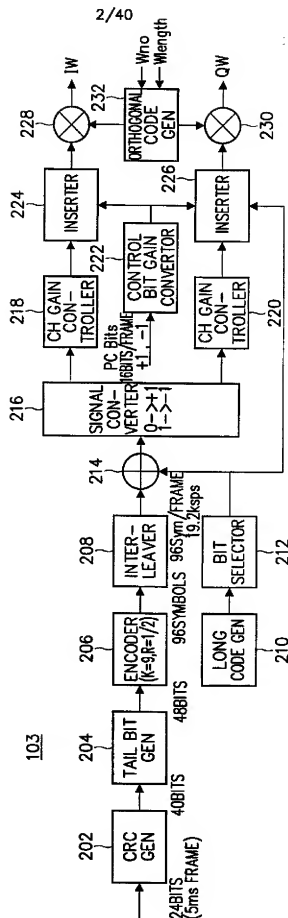 2/40
103
24BITS
(5ms FRAME)
202
CRC
GEN
40BITS
204
TAIL BIT
GEN
48BITS
206
ENCODER
(K=9,R=1/2)
96SYMBOLS
208
INTER-
LEAVER
96Sym/FRAME
19.2ksps
210
LONG
CODE GEN
212
BIT
SELECTOR
214
216
SIGNAL
CON-
VERTER
0->+1
1->-1
218
CH GAIN
CON-
TROLLER
220
CH GAIN
CON-
TROLLER
PC Bits
16BITS/FRAME
+1, -1
222
CONTROL
BIT GAIN
CONVERTOR
224
INSERTER
226
INSERTER
228
IW
230
QW
232
ORTHOGONAL
CODE
GEN
Wno
Wlength